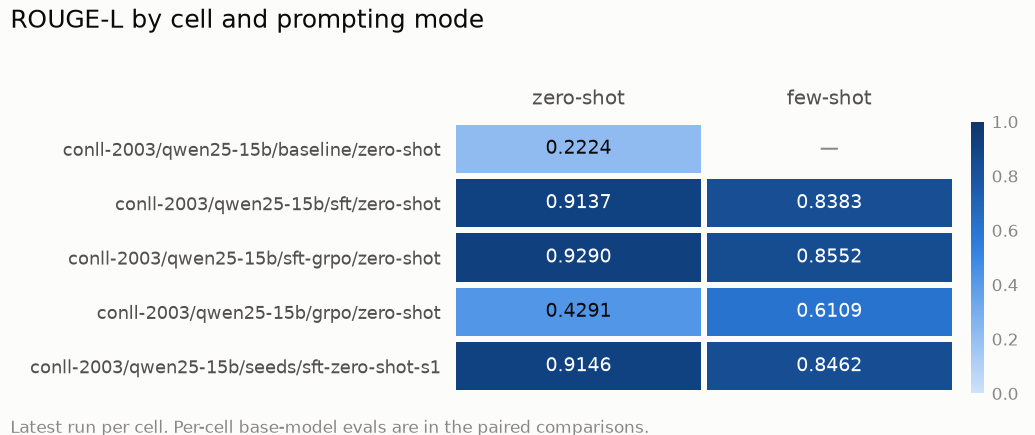 ROUGE-L by cell and prompting mode
zero-shot few-shot
conll-2003/qwen25-15b/baseline/zero-shot 0.2224 —
conll-2003/qwen25-15b/sft/zero-shot 0.9137 0.8383
conll-2003/qwen25-15b/sft-grpo/zero-shot 0.9290 0.8552
conll-2003/qwen25-15b/grpo/zero-shot 0.4291 0.6109
conll-2003/qwen25-15b/seeds/sft-zero-shot-s1 0.9146 0.8462
1.0
0.8
0.6
0.4
0.2
0.0
Latest run per cell. Per-cell base-model evals are in the paired comparisons.